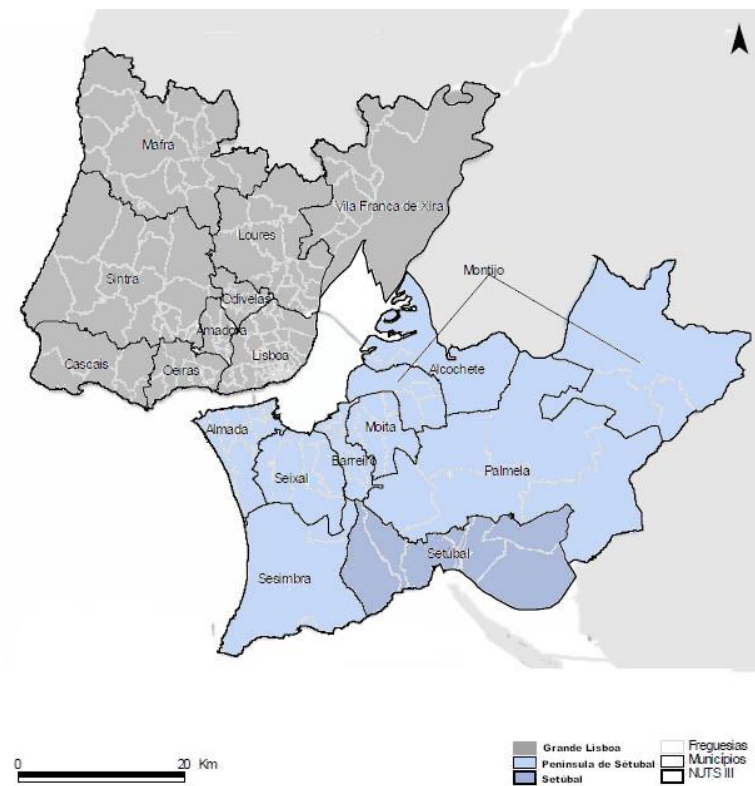 Mafra
Vila Franca de Xira
Loures
Montijo
Sintra
Odivelas
Amadora
Cascais
Oeiras
Lisboa
Alcochete
Almada
Moita
Barreiro
Seixal
Palmela
Setúbal
Sesimbra
0 20 Km
Grande Lisboa
Peninsula de Sétubal
Setúbal
Freguesias
Municípios
NUTS III